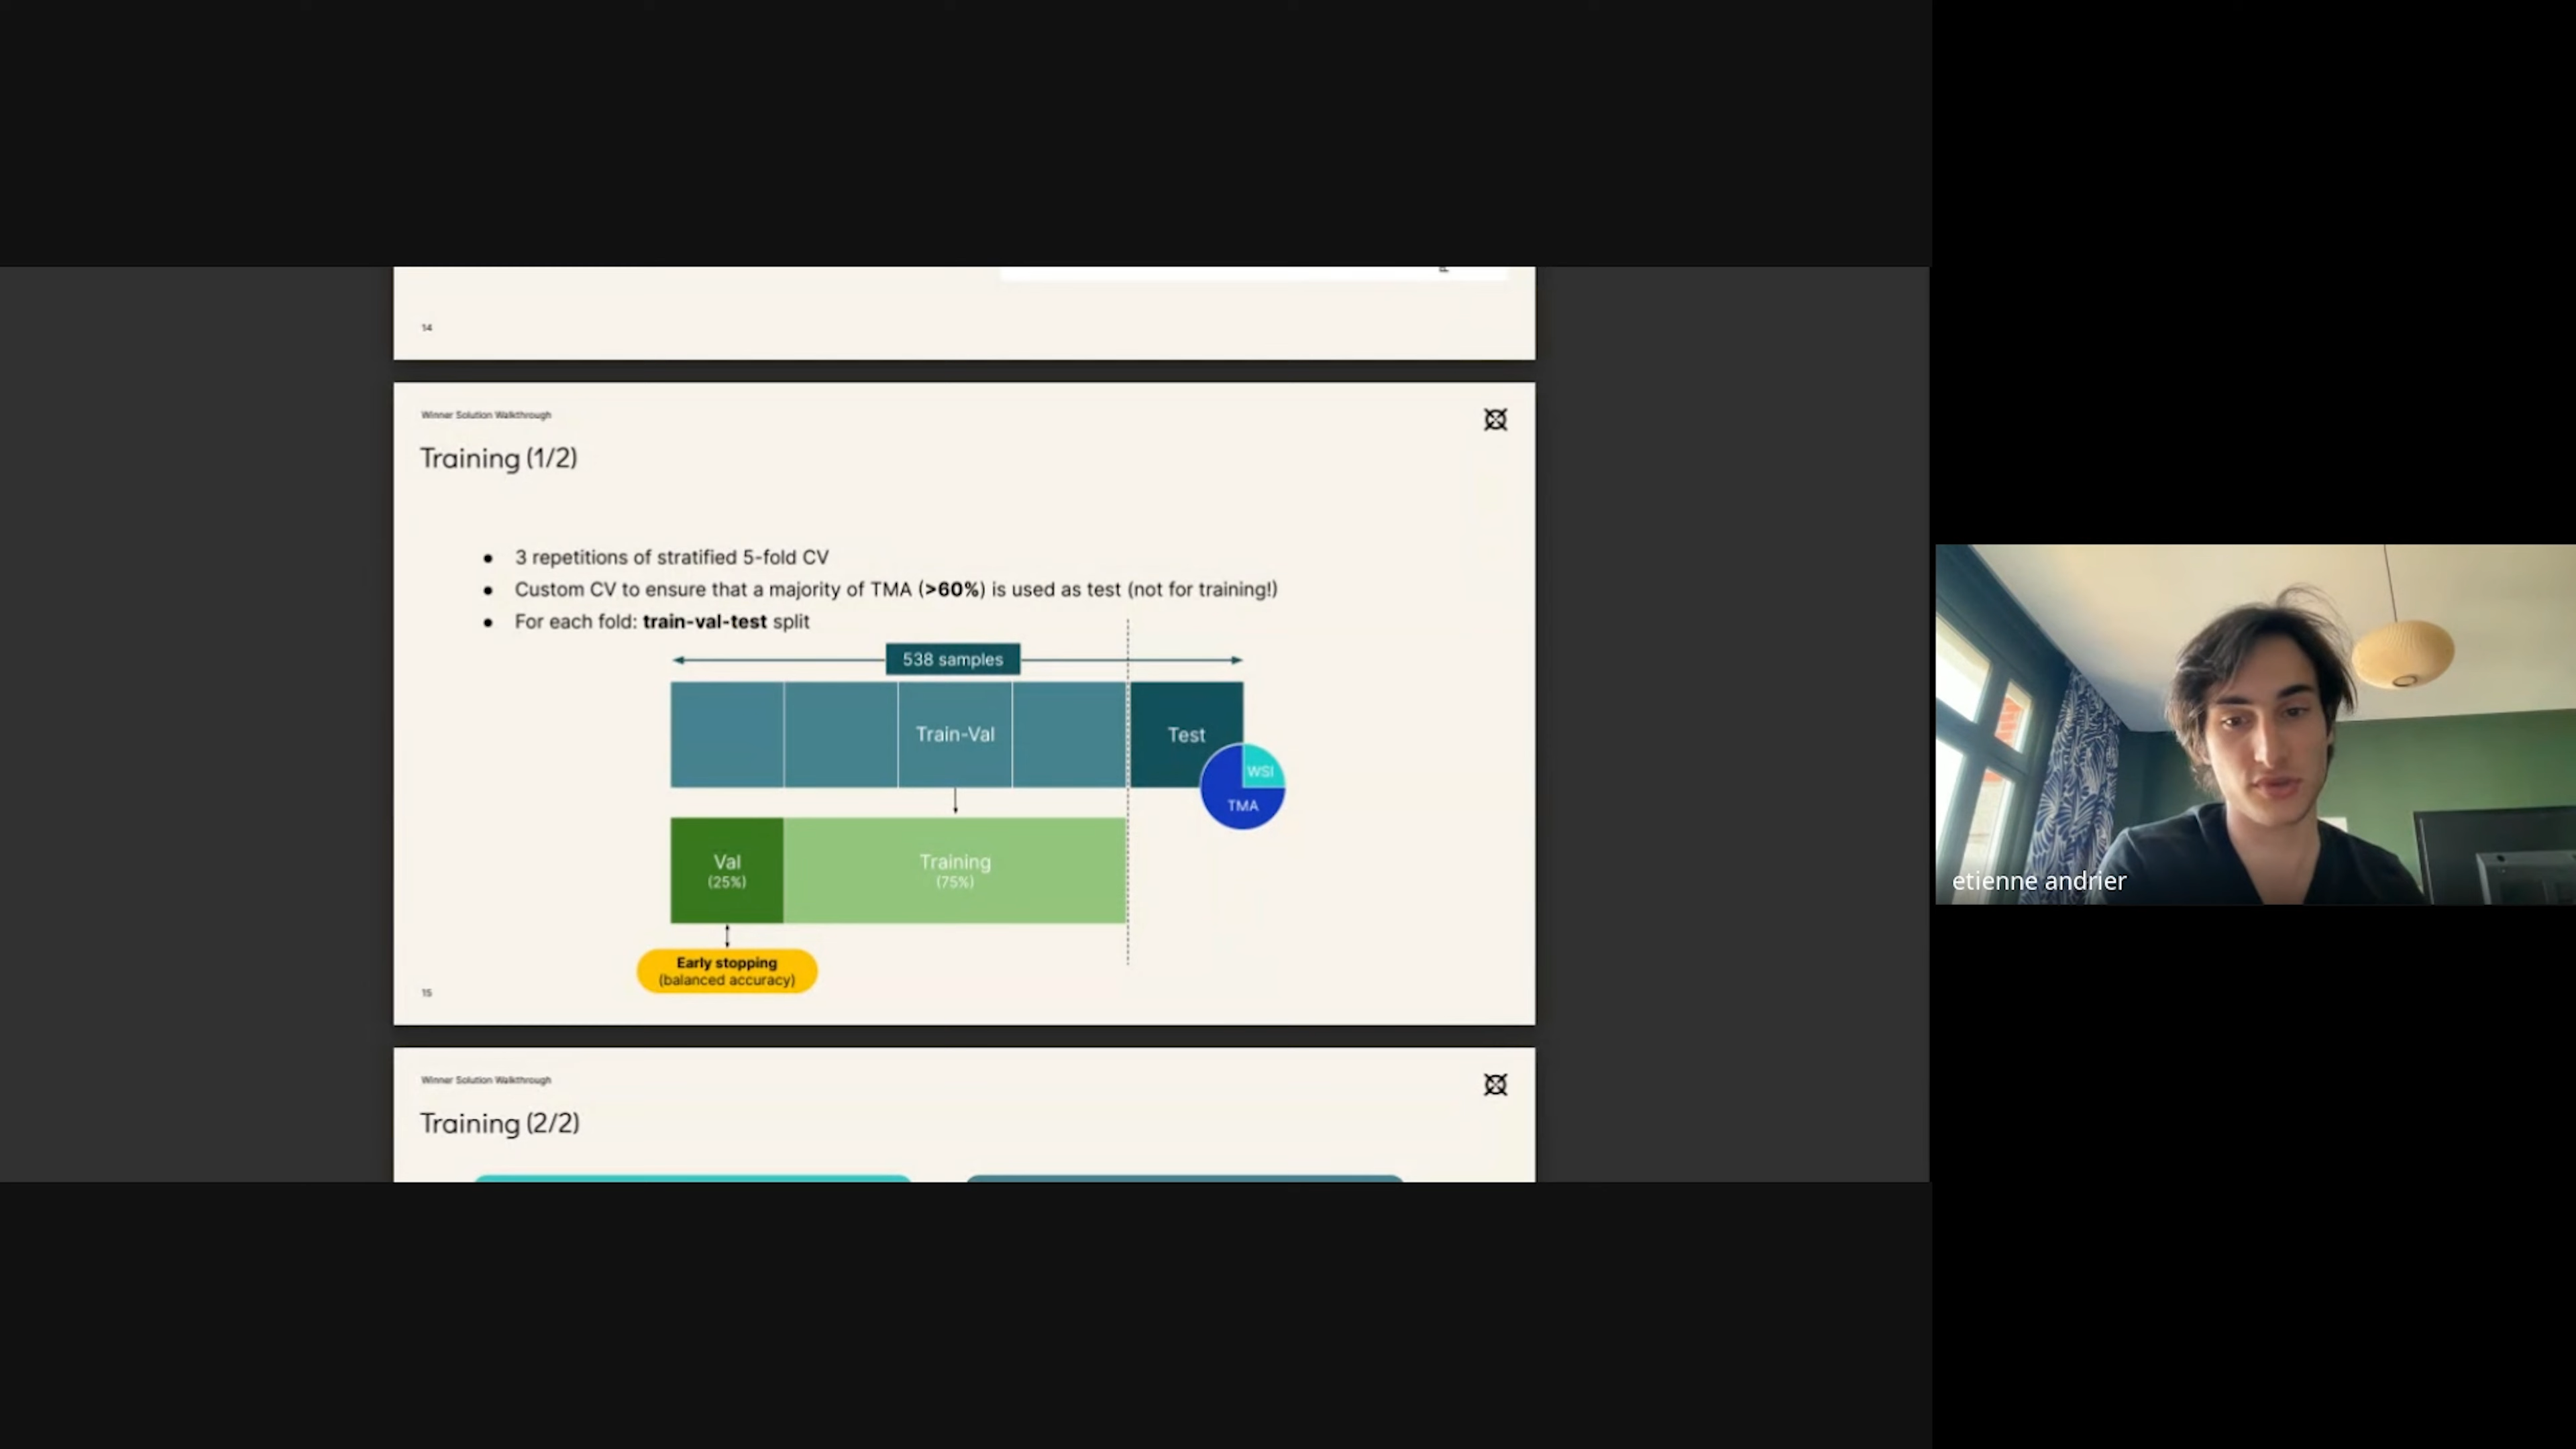 14
Winner Solution Walkthrough
Training (1/2)
● 3 repetitions of stratified 5-fold CV
● Custom CV to ensure that a majority of TMA (>60%) is used as test (not for training!)
● For each fold: train-val-test split
538 samples
Train-Val
Test
WSI
TMA
Val
(25%)
Training
(75%)
Early stopping
(balanced accuracy)
15
etienne andrier
Winner Solution Walkthrough
Training (2/2)